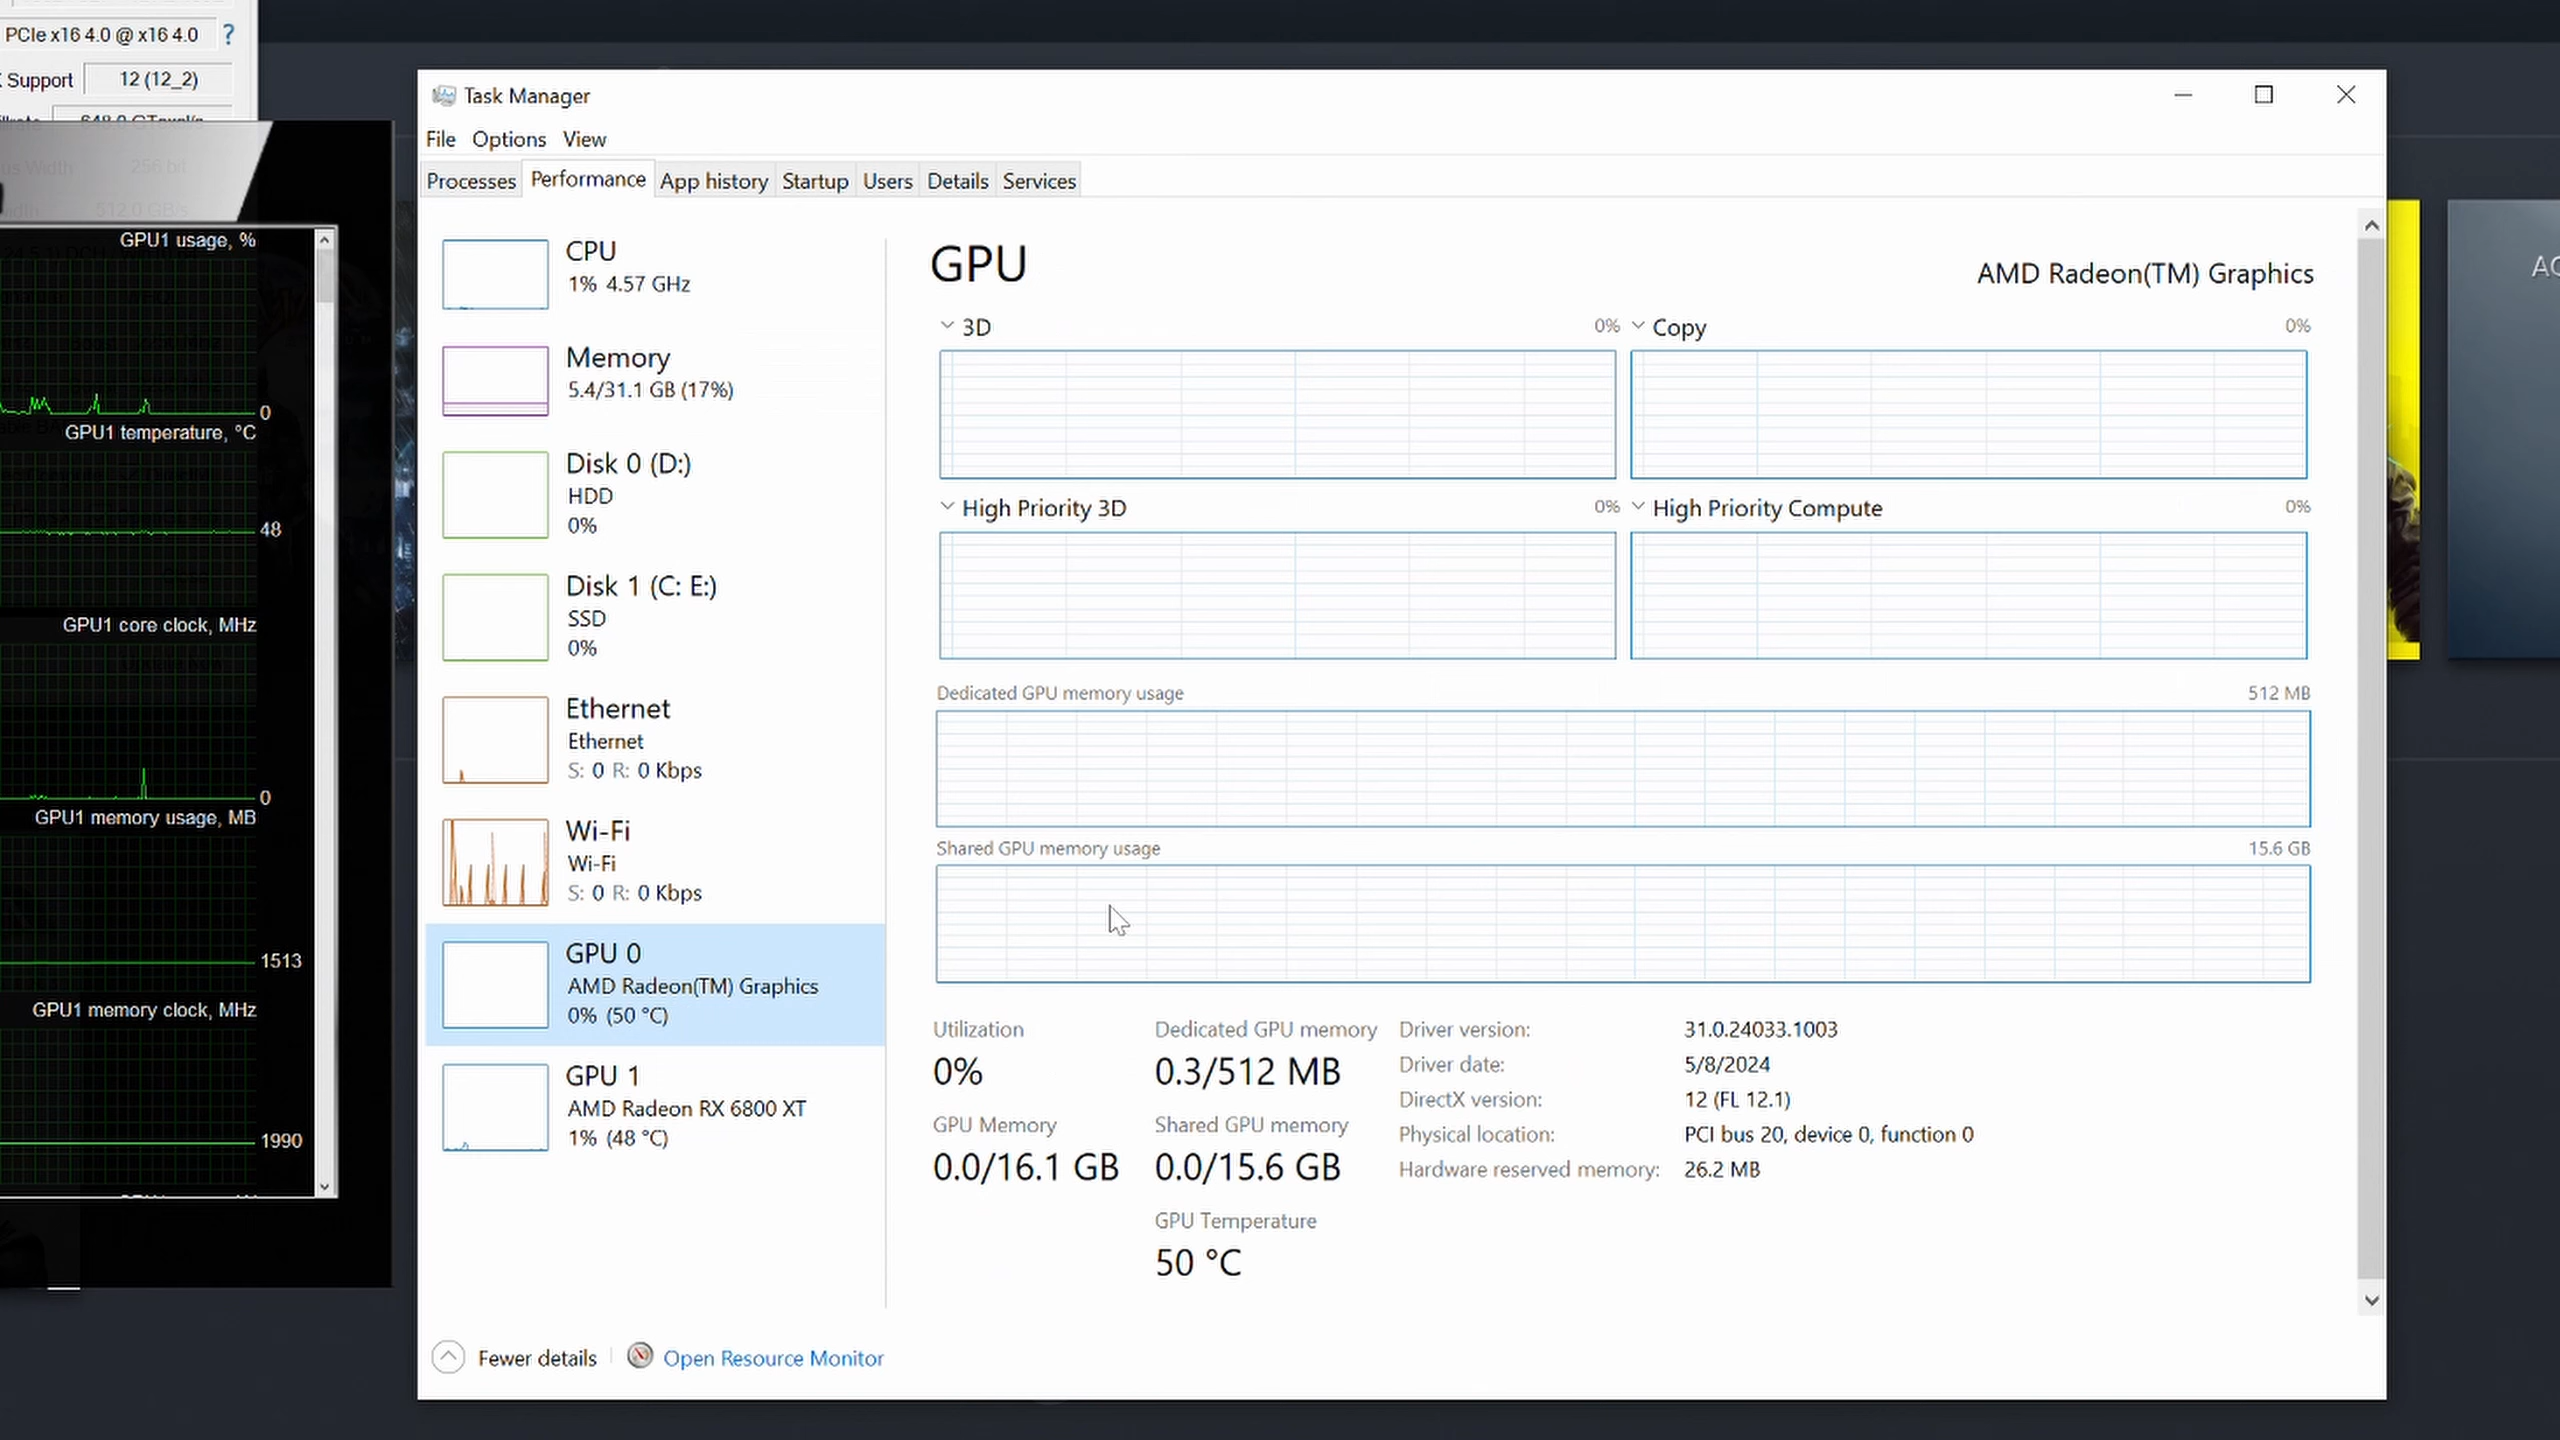 PCIe x16 4.0 @ x16 4.0 ?
Support 12 (12_2)
Width 256 bit
512.0 GB/s
GPU1 usage, %
0
GPU1 temperature, °C
48
GPU1 core clock, MHz
0
GPU1 memory usage, MB
1513
GPU1 memory clock, MHz
1990
Task Manager
File Options View
Processes Performance App history Startup Users Details Services
CPU
1% 4.57 GHz
Memory
5.4/31.1 GB (17%)
Disk 0 (D:)
HDD
0%
Disk 1 (C: E:)
SSD
0%
Ethernet
Ethernet
S: 0 R: 0 Kbps
Wi-Fi
Wi-Fi
S: 0 R: 0 Kbps
GPU 0
AMD Radeon(TM) Graphics
0% (50 °C)
GPU 1
AMD Radeon RX 6800 XT
1% (48 °C)
GPU AMD Radeon(TM) Graphics
3D 0% Copy 0%
High Priority 3D 0% High Priority Compute 0%
Dedicated GPU memory usage 512 MB
Shared GPU memory usage 15.6 GB
Utilization
0%
Dedicated GPU memory
0.3/512 MB
GPU Memory
0.0/16.1 GB
Shared GPU memory
0.0/15.6 GB
GPU Temperature
50 °C
Driver version: 31.0.24033.1003
Driver date: 5/8/2024
DirectX version: 12 (FL 12.1)
Physical location: PCI bus 20, device 0, function 0
Hardware reserved memory: 26.2 MB
Fewer details Open Resource Monitor